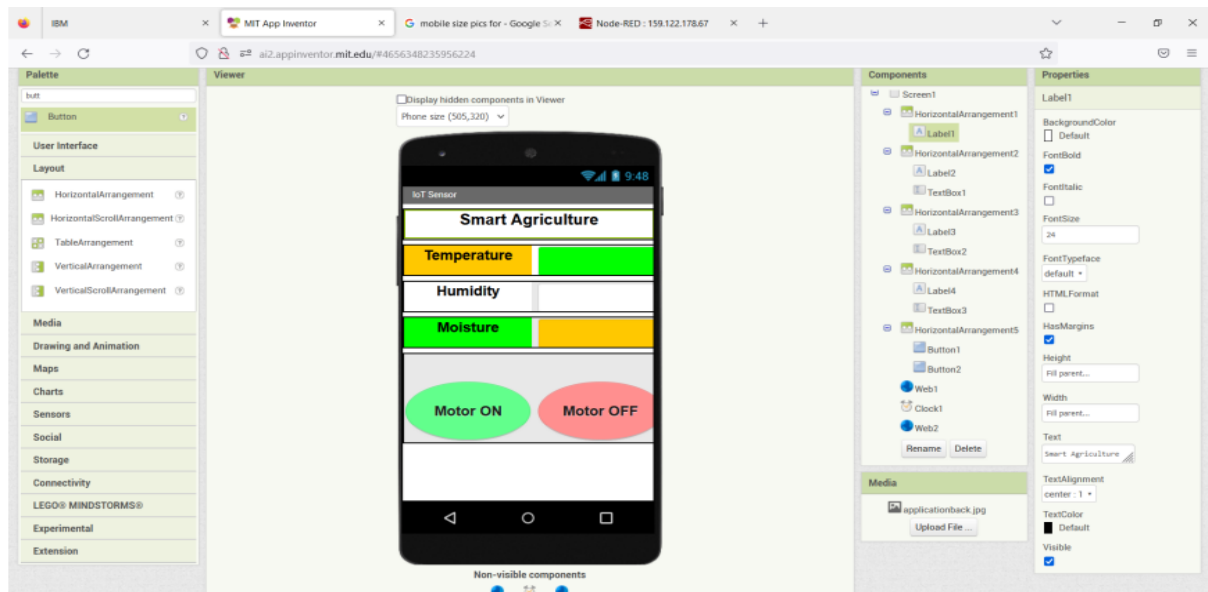 IBM
MIT App Inventor
mobile size pics for - Google Se
Node-RED : 159.122.178.67
ai2.appinventor.mit.edu/#4656348235956224
Palette
butt
Button
User Interface
Layout
HorizontalArrangement
HorizontalScrollArrangement
TableArrangement
VerticalArrangement
VerticalScrollArrangement
Media
Drawing and Animation
Maps
Charts
Sensors
Social
Storage
Connectivity
LEGO® MINDSTORMS®
Experimental
Extension
Viewer
Display hidden components in Viewer
Phone size (505,320)
9:48
IoT Sensor
Smart Agriculture
Temperature
Humidity
Moisture
Motor ON Motor OFF
Non-visible components
Components
Screen1
HorizontalArrangement1
Label1
HorizontalArrangement2
Label2
TextBox1
HorizontalArrangement3
Label3
TextBox2
HorizontalArrangement4
Label4
TextBox3
HorizontalArrangement5
Button1
Button2
Web1
Clock1
Web2
Rename Delete
Media
applicationback.jpg
Upload File ...
Properties
Label1
BackgroundColor
Default
FontBold
FontItalic
FontSize
24
FontTypeface
default
HTMLFormat
HasMargins
Height
Fill parent...
Width
Fill parent...
Text
Smart Agriculture
TextAlignment
center : 1
TextColor
Default
Visible